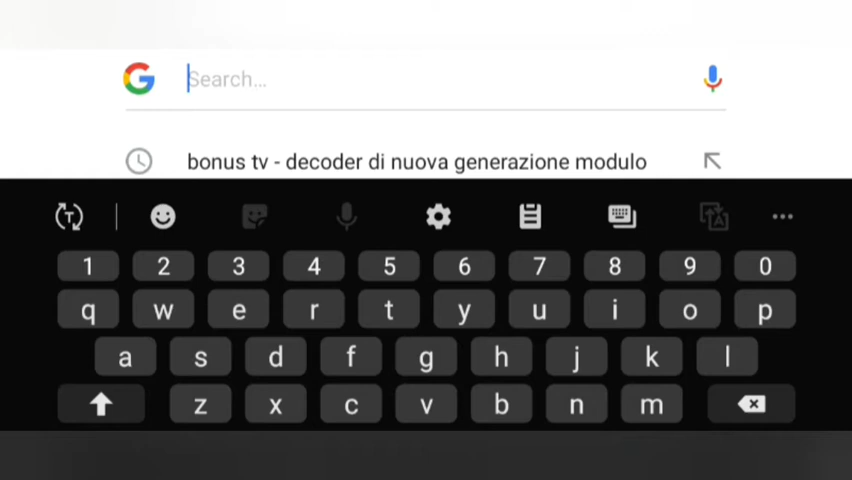 Search...
bonus tv - decoder di nuova generazione modulo
1 2 3 4 5 6 7 8 9 0
q w e r t y u i o p
a s d f g h j k l
z x c v b n m